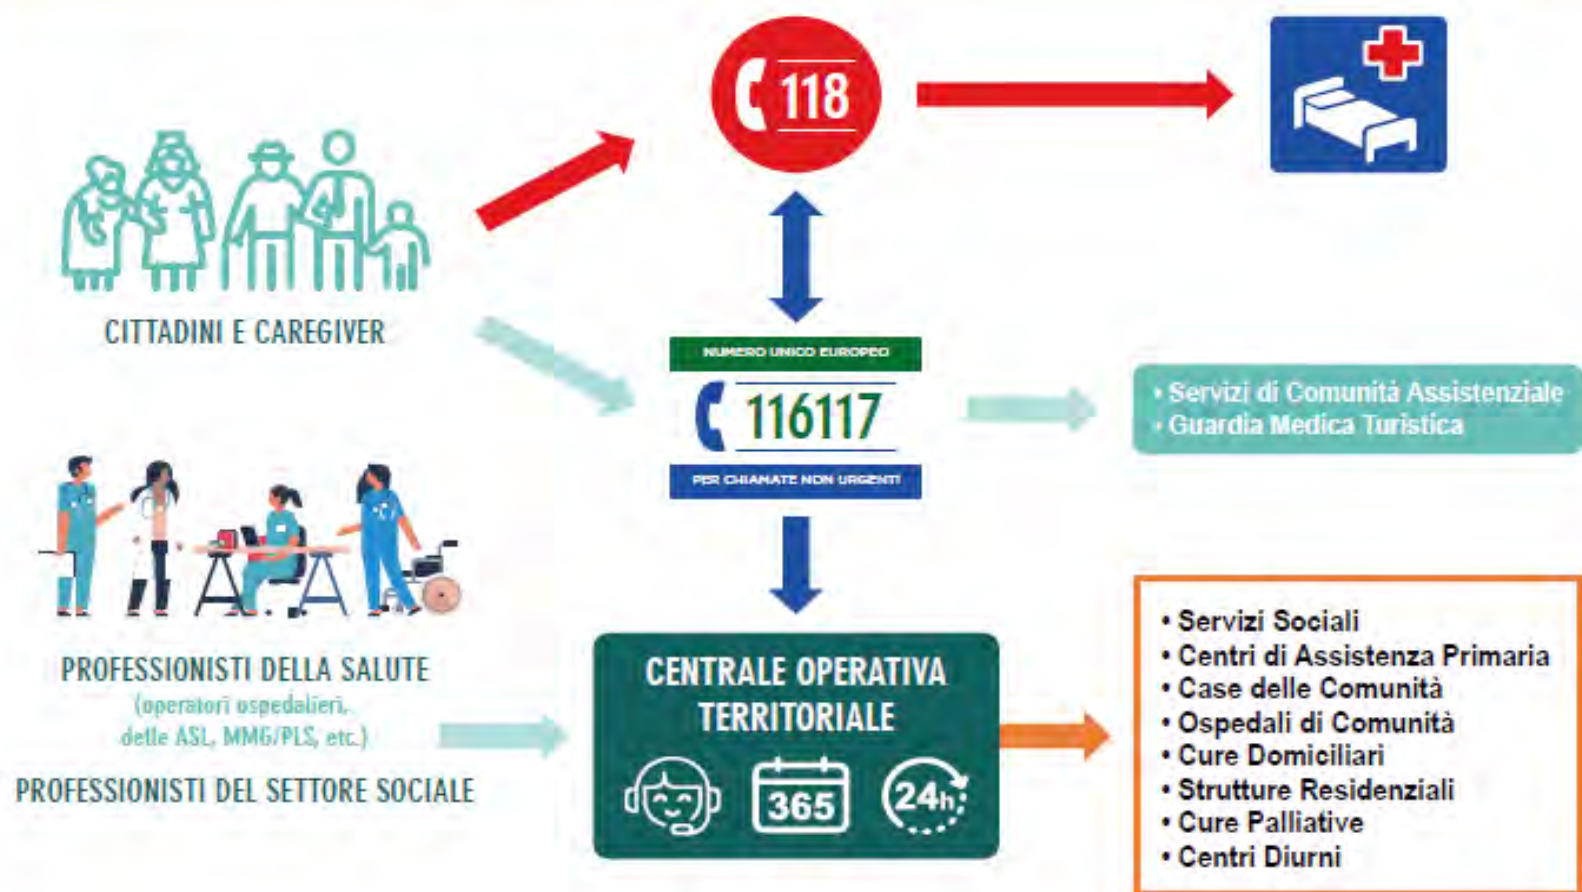 118
CITTADINI E CAREGIVER
NUMERO UNICO EUROPEO
116117
PER CHIAMATE NON URGENTI
• Servizi di Comunità Assistenziale
• Guardia Medica Turistica
PROFESSIONISTI DELLA SALUTE
(operatori ospedalieri,
delle ASL, MMG/PLS, etc.)
PROFESSIONISTI DEL SETTORE SOCIALE
CENTRALE OPERATIVA
TERRITORIALE
365
24h
• Servizi Sociali
• Centri di Assistenza Primaria
• Case delle Comunità
• Ospedali di Comunità
• Cure Domiciliari
• Strutture Residenziali
• Cure Palliative
• Centri Diurni